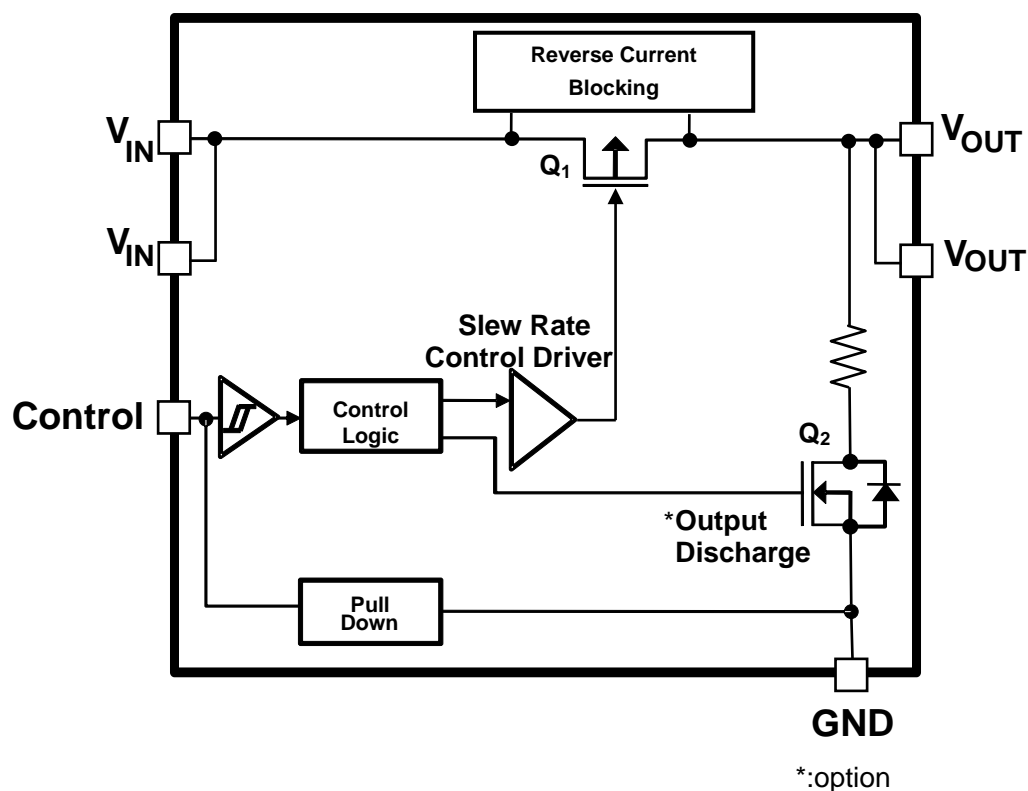 Reverse Current
Blocking
VIN
VOUT
Q1
VIN
VOUT
Slew Rate
Control Driver
Control
Control
Logic
Q2
*Output
Discharge
Pull
Down
GND
*:option